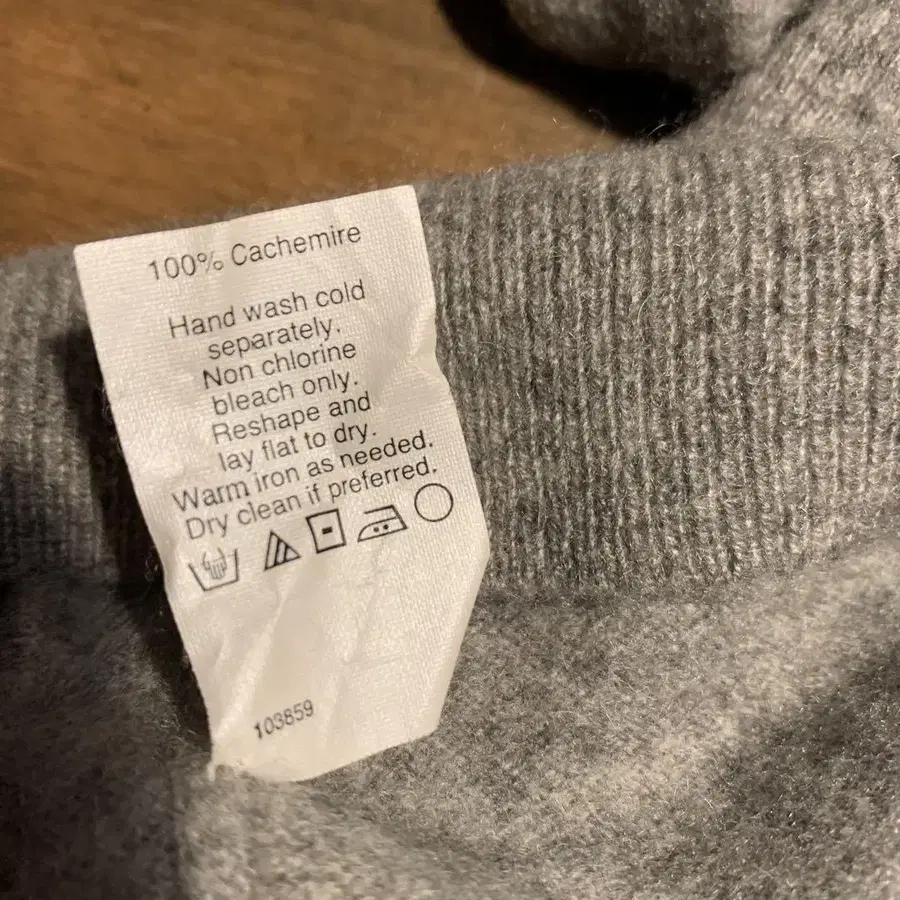 100% Cachemire
Hand wash cold
separately.
Non chlorine
bleach only.
Reshape and
lay flat to dry.
Warm iron as needed.
Dry clean if preferred.
103859